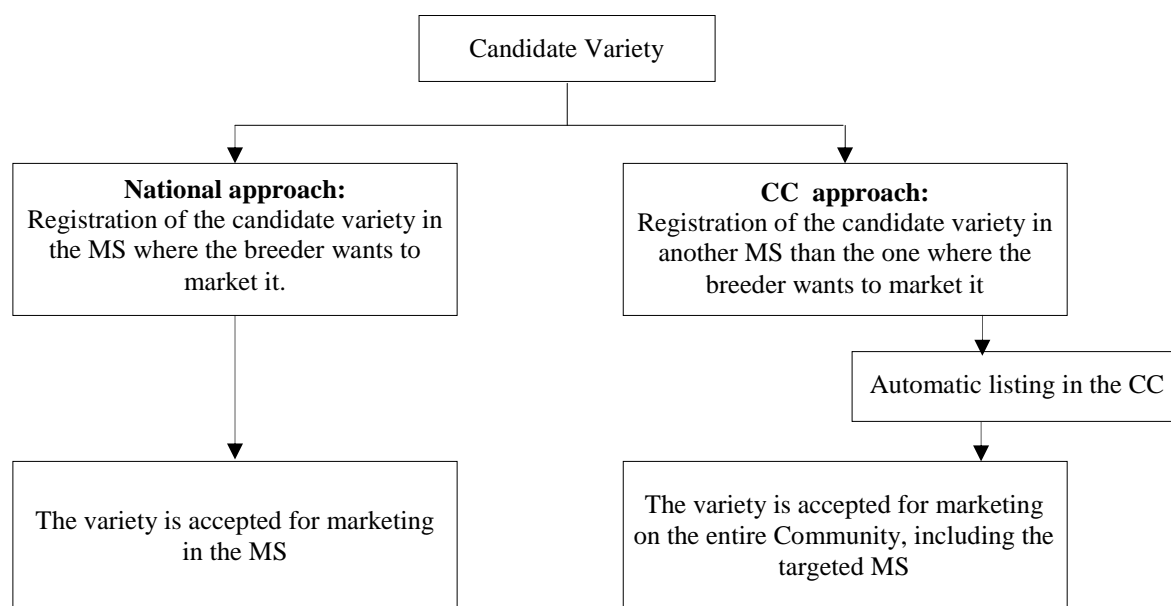 Candidate Variety
National approach:
Registration of the candidate variety in
the MS where the breeder wants to
market it.
CC approach:
Registration of the candidate variety in
another MS than the one where the
breeder wants to market it
Automatic listing in the CC
The variety is accepted for marketing
in the MS
The variety is accepted for marketing
on the entire Community, including the
targeted MS